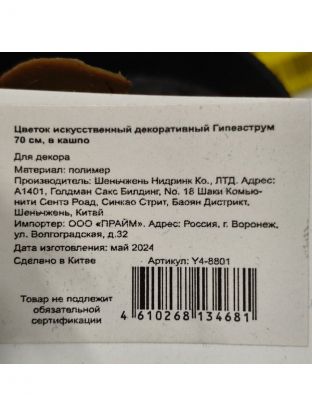 Цветок искусственный декоративный Гипеаструм
70 см, в кашпо
Для декора
Материал: полимер
Производитель: Шеньчжень Нидринк Ко., ЛТД. Адрес:
А1401, Голдман Сакс Билдинг, No. 18 Шаки Комью-
нити Сентэ Роад, Синкао Стрит, Баоян Дистрикт,
Шеньчжень, Китай
Импортер: ООО «ПРАЙМ». Адрес: Россия, г. Воронеж,
ул. Волгоградская, д.32
Дата изготовления: май 2024
Сделано в Китве Артикул: Y4-8801
Товар не подлежит
обязательной
сертификации
4 610268 134681